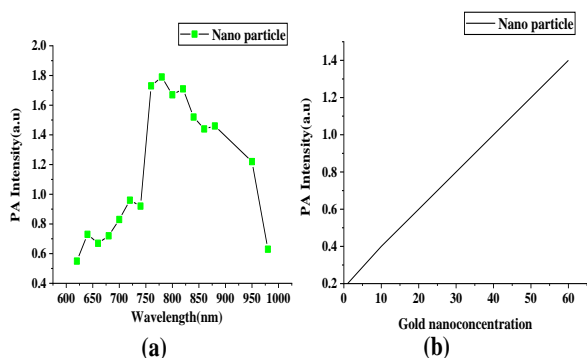 Nano particle
PA Intensity(a.u)
2.0
1.8
1.6
1.4
1.2
1.0
0.8
0.6
0.4
600 650 700 750 800 850 900 950 1000
Wavelength(nm)
(a)
Nano particle
PA Intensity(a.u)
1.4
1.2
1.0
0.8
0.6
0.4
0.2
0 10 20 30 40 50 60
Gold nanoconcentration
(b)